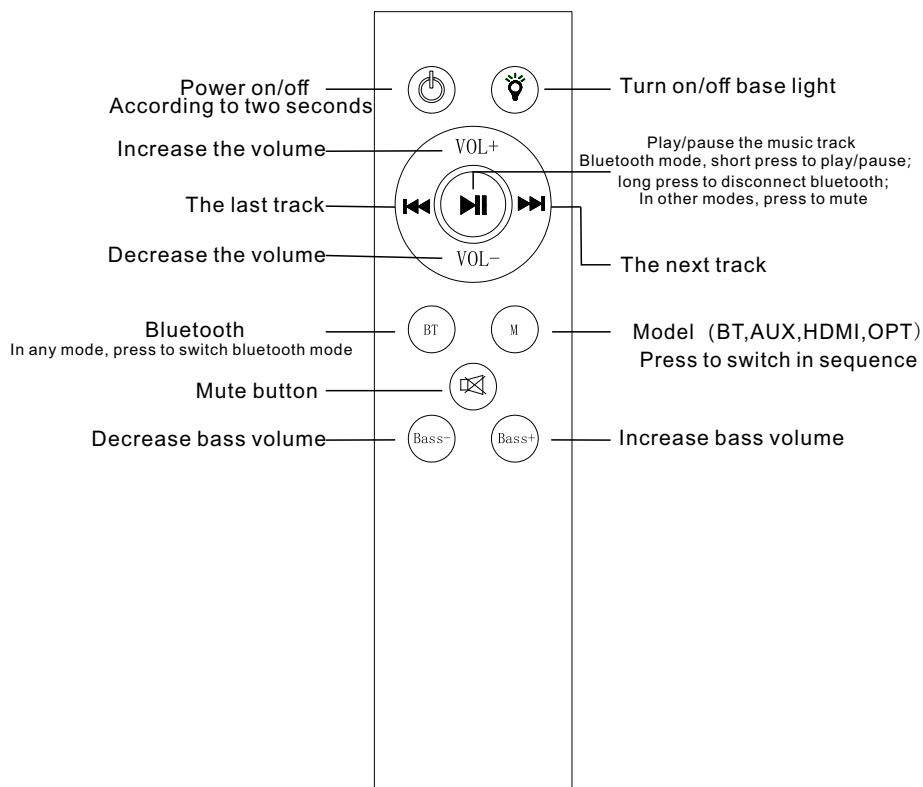 Power on/off
According to two seconds
Turn on/off base light
Increase the volume
VOL+
Play/pause the music track
Bluetooth mode, short press to play/pause;
long press to disconnect bluetooth;
In other modes, press to mute
The last track
Decrease the volume
VOL-
The next track
Bluetooth
In any mode, press to switch bluetooth mode
BT
M
Model（BT,AUX,HDMI,OPT）
Press to switch in sequence
Mute button
Decrease bass volume
Bass-
Bass+
Increase bass volume